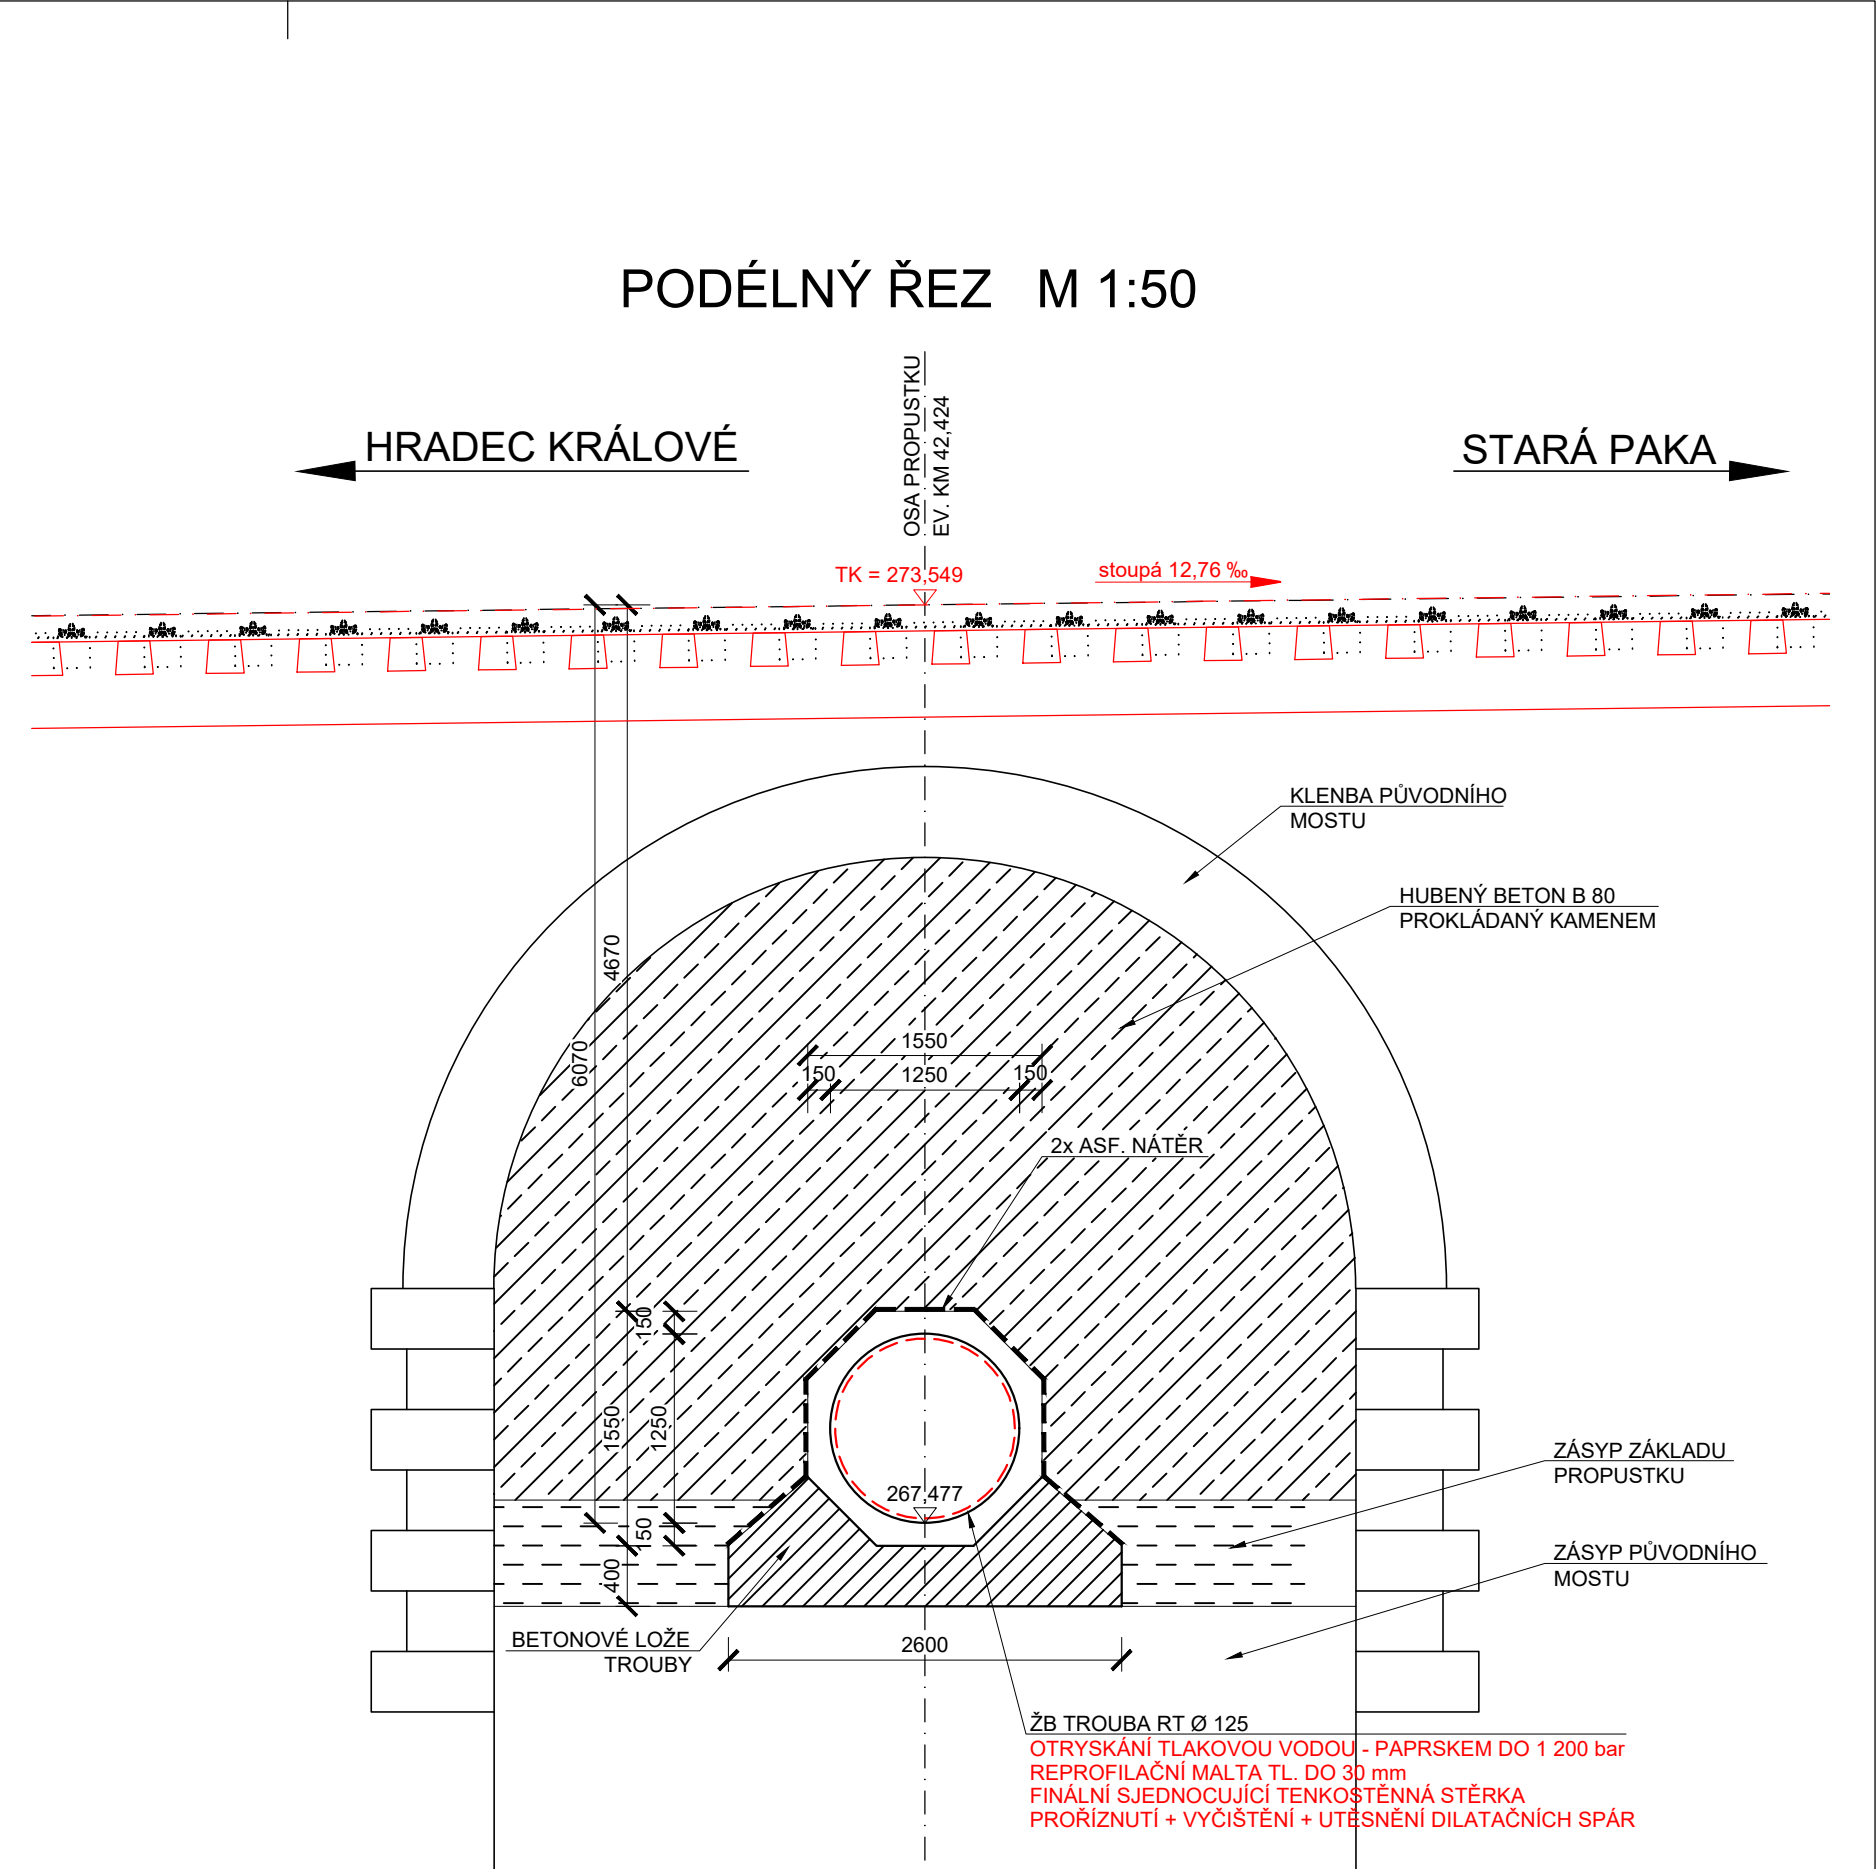 PODÉLNÝ ŘEZ   M 1:50
OSA PROPUSTKU
EV. KM 42,424
HRADEC KRÁLOVÉ
STARÁ PAKA
TK = 273,549
stoupá 12,76 ‰
KLENBA PŮVODNÍHO
MOSTU
HUBENÝ BETON B 80
PROKLÁDANÝ KAMENEM
4670
6070
1550
150
1250
150
2x ASF. NÁTĚR
150
1550
1250
150
400
267,477
ZÁSYP ZÁKLADU
PROPUSTKU
ZÁSYP PŮVODNÍHO
MOSTU
BETONOVÉ LOŽE
TROUBY
2600
ŽB TROUBA RT Ø 125
OTRYSKÁNÍ TLAKOVOU VODOU - PAPRSKEM DO 1 200 bar
REPROFILAČNÍ MALTA TL. DO 30 mm
FINÁLNÍ SJEDNOCUJÍCÍ TENKOSTĚNNÁ STĚRKA
PROŘÍZNUTÍ + VYČIŠTĚNÍ + UTĚSNĚNÍ DILATAČNÍCH SPÁR